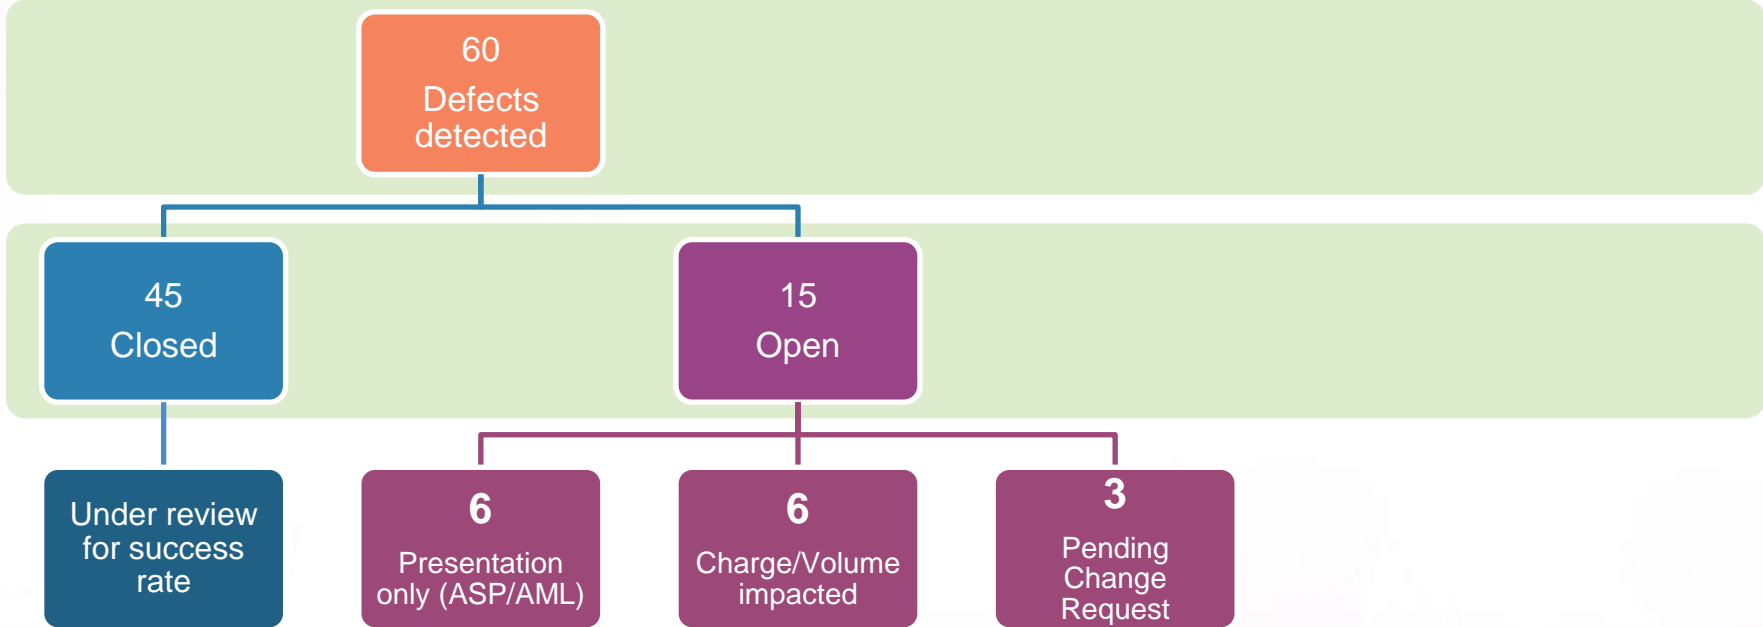 60
Defects
detected
45
Closed
15
Open
Under review
for success
rate
6
Presentation
only (ASP/AML)
6
Charge/Volume
impacted
3
Pending
Change
Request